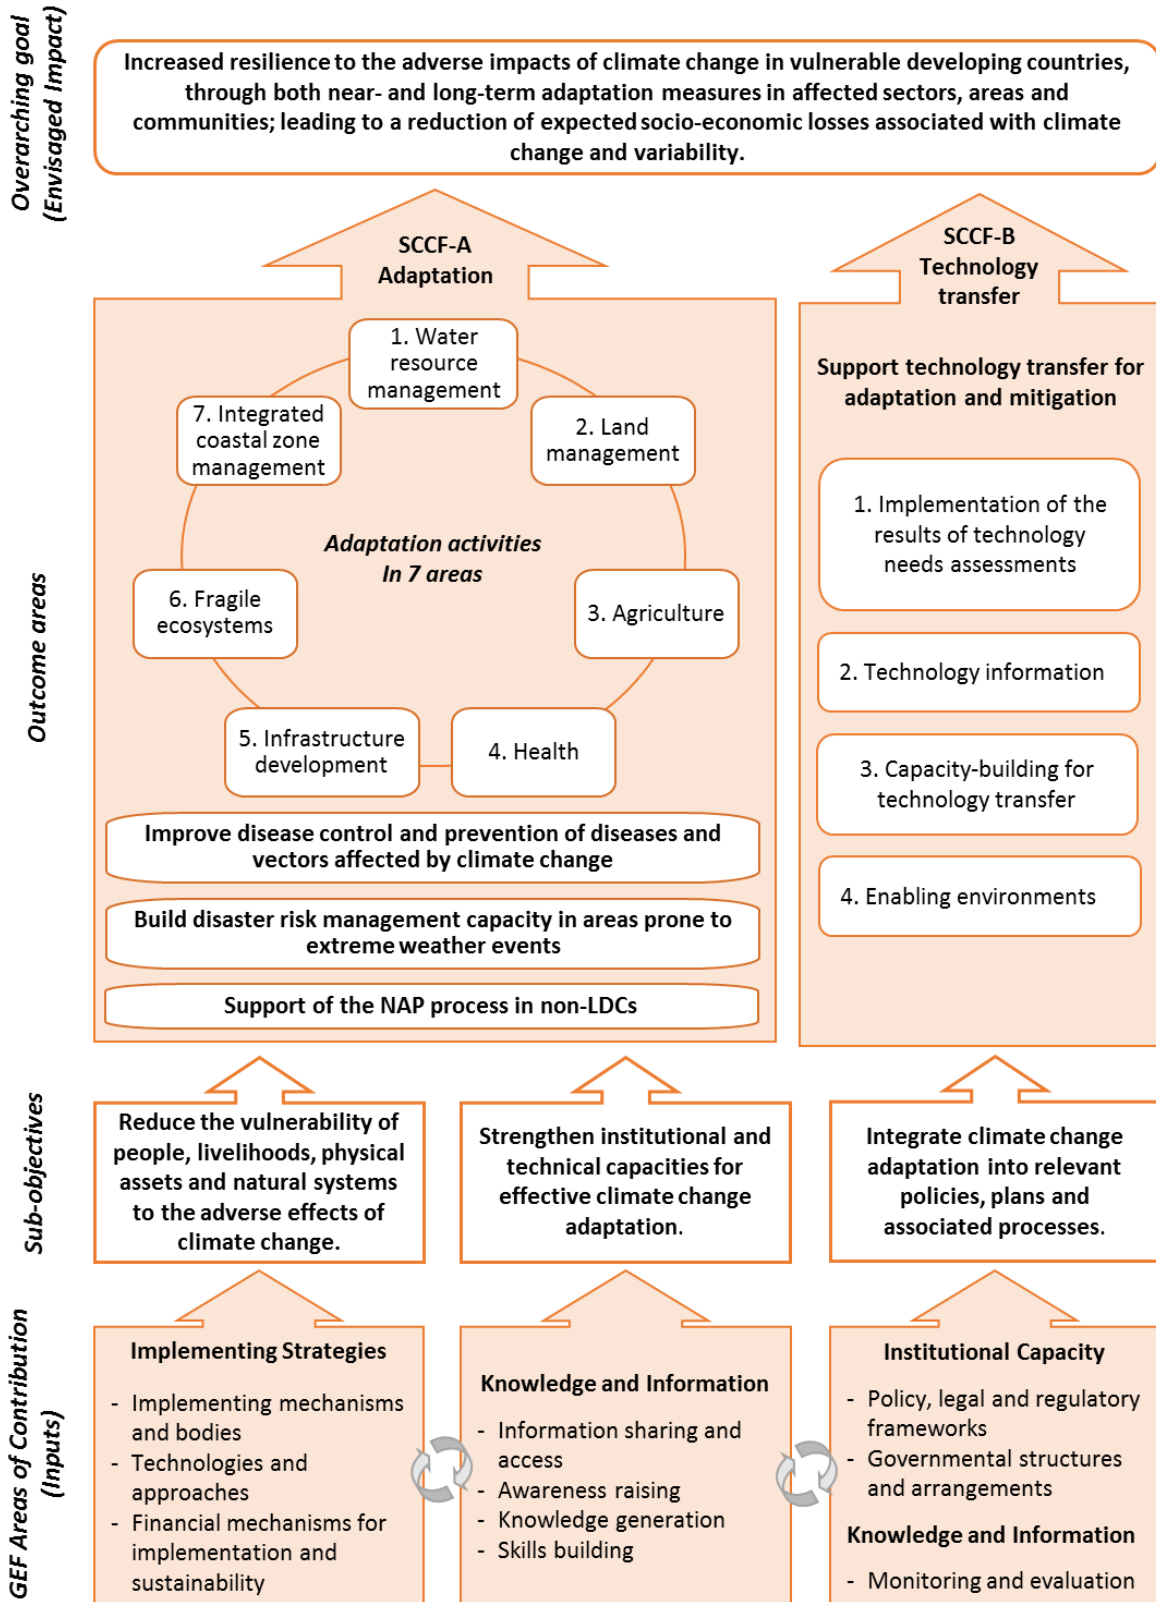 Overarching goal
(Envisaged Impact)
Increased resilience to the adverse impacts of climate change in vulnerable developing countries,
through both near- and long-term adaptation measures in affected sectors, areas and
communities; leading to a reduction of expected socio-economic losses associated with climate
change and variability.
SCCF-A
Adaptation
SCCF-B
Technology
transfer
Outcome areas
1. Water
resource
management
2. Land
management
3. Agriculture
4. Health
5. Infrastructure
development
6. Fragile
ecosystems
7. Integrated
coastal zone
management
Adaptation activities
In 7 areas
Improve disease control and prevention of diseases and
vectors affected by climate change
Build disaster risk management capacity in areas prone to
extreme weather events
Support of the NAP process in non-LDCs
Support technology transfer for
adaptation and mitigation
1. Implementation of the
results of technology
needs assessments
2. Technology information
3. Capacity-building for
technology transfer
4. Enabling environments
Sub-objectives
Reduce the vulnerability of
people, livelihoods, physical
assets and natural systems
to the adverse effects of
climate change.
Strengthen institutional and
technical capacities for
effective climate change
adaptation.
Integrate climate change
adaptation into relevant
policies, plans and
associated processes.
GEF Areas of Contribution
(Inputs)
Implementing Strategies
- Implementing mechanisms
and bodies
- Technologies and
approaches
- Financial mechanisms for
implementation and
sustainability
Knowledge and Information
- Information sharing and
access
- Awareness raising
- Knowledge generation
- Skills building
Institutional Capacity
- Policy, legal and regulatory
frameworks
- Governmental structures
and arrangements
Knowledge and Information
- Monitoring and evaluation